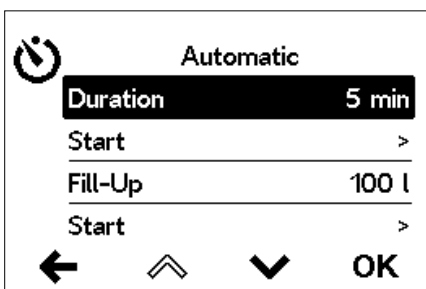 Automatic
Duration 5 min
Start >
Fill-Up 100 l
Start >
OK